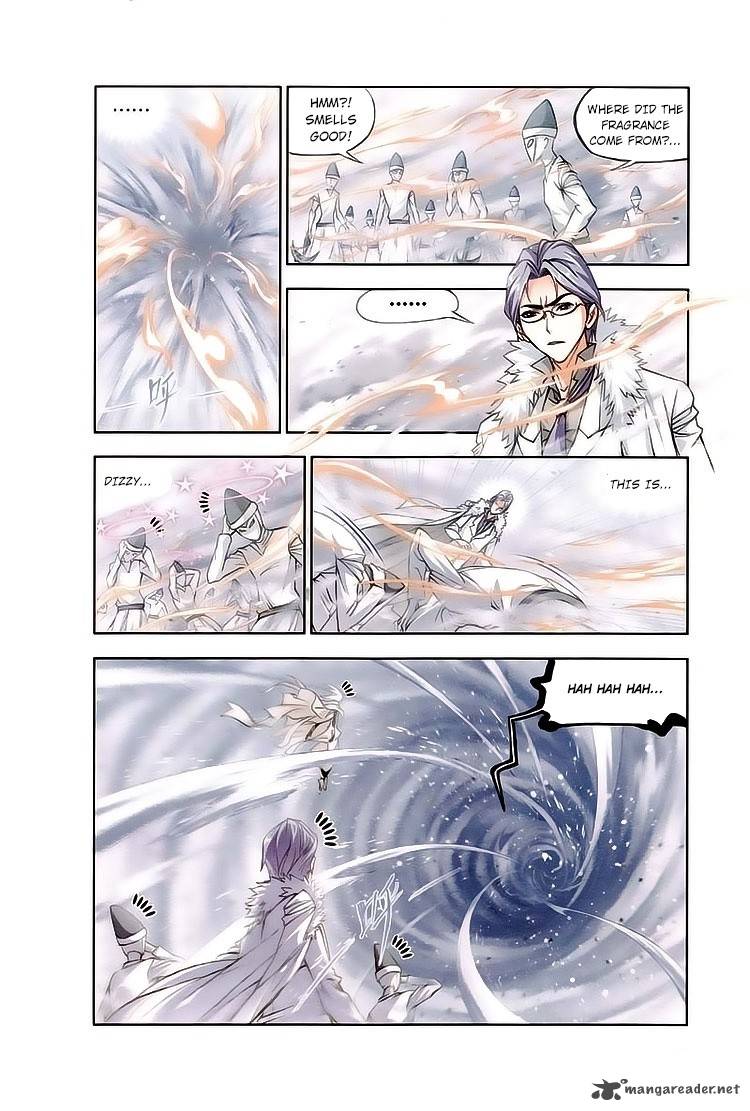 ......
HMM?!
SMELLS
GOOD!
WHERE DID THE
FRAGRANCE
COME FROM?...
......
DIZZY...
THIS IS...
HAH HAH HAH...
mangareader.net